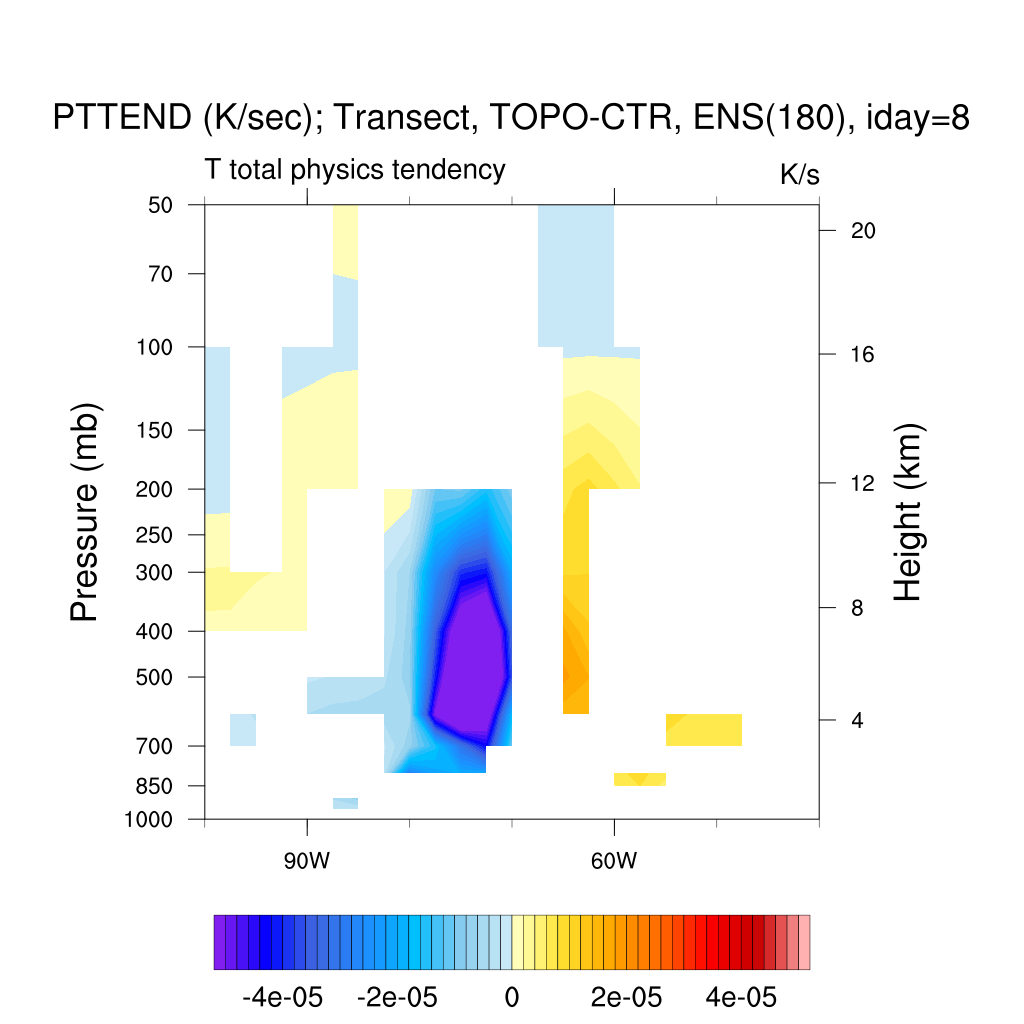 PTTEND (K/sec); Transect, TOPO-CTR, ENS(180), iday=8
T total physics tendency K/s
50
70
100
150
200
250
300
400
500
700
850
1000
Pressure (mb)
20
16
12
8
4
Height (km)
90W 60W
-4e-05 -2e-05 0 2e-05 4e-05